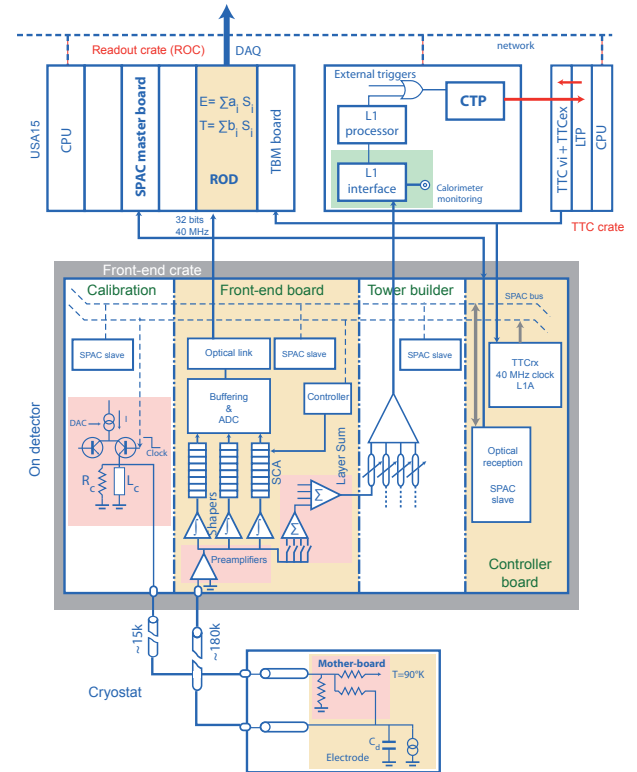 Readout crate (ROC)
DAQ
network
USA15
CPU
SPAC master board
E= ∑a_i S_i
T= ∑b_i S_i
ROD
TBM board
External triggers
CTP
L1
processor
L1
interface
Calorimeter
monitoring
TTC vi + TTCex
LTP
CPU
32 bits
40 MHz
TTC crate
Front-end crate
Calibration
Front-end board
Tower builder
SPAC bus
SPAC slave
Optical link
SPAC slave
SPAC slave
TTCrx
40 MHz clock
L1A
Buffering
&
ADC
Controller
DAC
I
Clock
R_c
L_c
SCA
Layer Sum
∑
∑
Shapers
∫
∫
∫
Optical
reception
SPAC
slave
On detector
Preamplifiers
Controller
board
~15k
~180k
Cryostat
Mother-board
T=90°K
C_d
Electrode